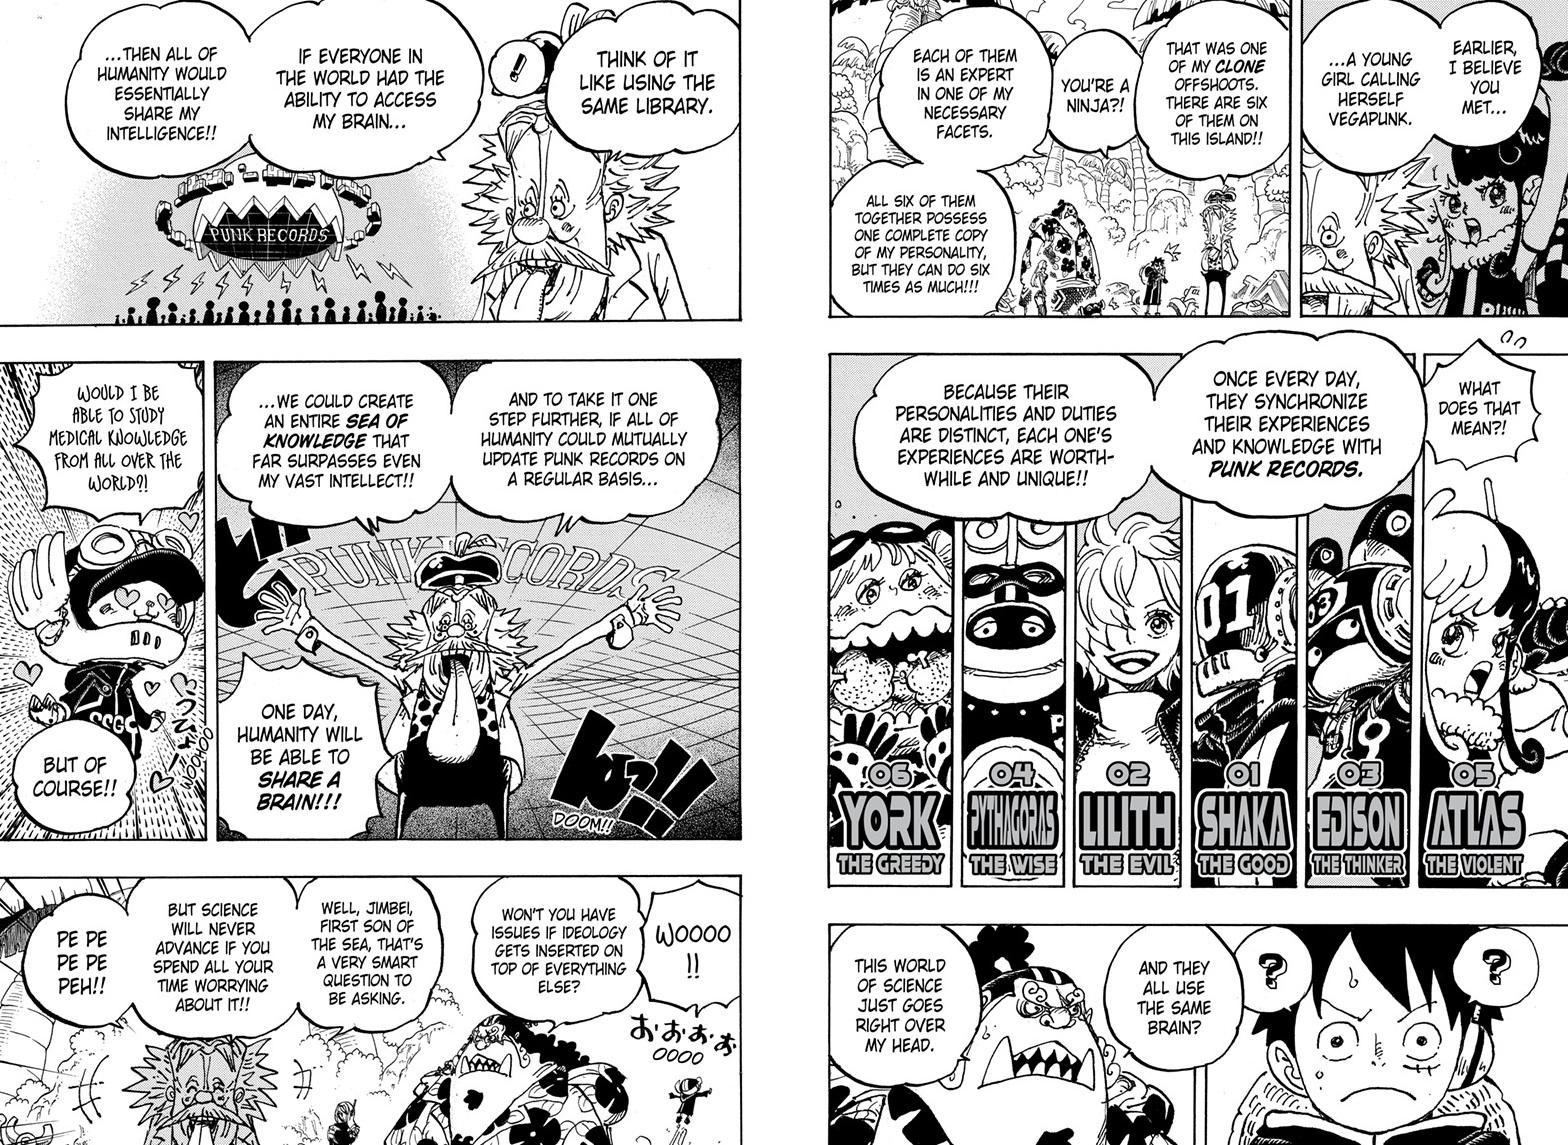 EARLIER,
I BELIEVE
YOU
MET...
...A YOUNG
GIRL CALLING
HERSELF
VEGAPUNK.
THAT WAS ONE
OF MY CLONE
OFFSHOOTS.
THERE ARE SIX
OF THEM ON
THIS ISLAND!!
YOU'RE A
NINJA?!
EACH OF THEM
IS AN EXPERT
IN ONE OF MY
NECESSARY
FACETS.
ALL SIX OF THEM
TOGETHER POSSESS
ONE COMPLETE COPY
OF MY PERSONALITY,
BUT THEY CAN DO SIX
TIMES AS MUCH!!!
WHAT
DOES THAT
MEAN?!
ONCE EVERY DAY,
THEY SYNCHRONIZE
THEIR EXPERIENCES
AND KNOWLEDGE WITH
PUNK RECORDS.
BECAUSE THEIR
PERSONALITIES AND DUTIES
ARE DISTINCT, EACH ONE'S
EXPERIENCES ARE WORTH-
WHILE AND UNIQUE!!
01
03
05
ATLAS
THE VIOLENT
03
EDISON
THE THINKER
01
SHAKA
THE GOOD
02
LILITH
THE EVIL
04
PYTHAGORAS
THE WISE
06
YORK
THE GREEDY
?
?
AND THEY
ALL USE
THE SAME
BRAIN?
THIS WORLD
OF SCIENCE
JUST GOES
RIGHT OVER
MY HEAD.
THINK OF IT
LIKE USING THE
SAME LIBRARY.
!
IF EVERYONE IN
THE WORLD HAD THE
ABILITY TO ACCESS
MY BRAIN...
...THEN ALL OF
HUMANITY WOULD
ESSENTIALLY
SHARE MY
INTELLIGENCE!!
PUNK RECORDS
AND TO TAKE IT ONE
STEP FURTHER, IF ALL OF
HUMANITY COULD MUTUALLY
UPDATE PUNK RECORDS ON
A REGULAR BASIS...
...WE COULD CREATE
AN ENTIRE SEA OF
KNOWLEDGE THAT
FAR SURPASSES EVEN
MY VAST INTELLECT!!
PUNK RECORDS
ONE DAY,
HUMANITY WILL
BE ABLE TO
SHARE A
BRAIN!!!
DOOM!!
WOULD I BE
ABLE TO STUDY
MEDICAL KNOWLEDGE
FROM ALL OVER THE
WORLD?!
BUT OF
COURSE!!
WOOOO
WOOOO
!!
おおおお
OOOO
WON'T YOU HAVE
ISSUES IF IDEOLOGY
GETS INSERTED ON
TOP OF EVERYTHING
ELSE?
WELL, JIMBEI,
FIRST SON OF
THE SEA, THAT'S
A VERY SMART
QUESTION TO
BE ASKING.
BUT SCIENCE
WILL NEVER
ADVANCE IF YOU
SPEND ALL YOUR
TIME WORRYING
ABOUT IT!!
PE PE
PE PE
PEH!!